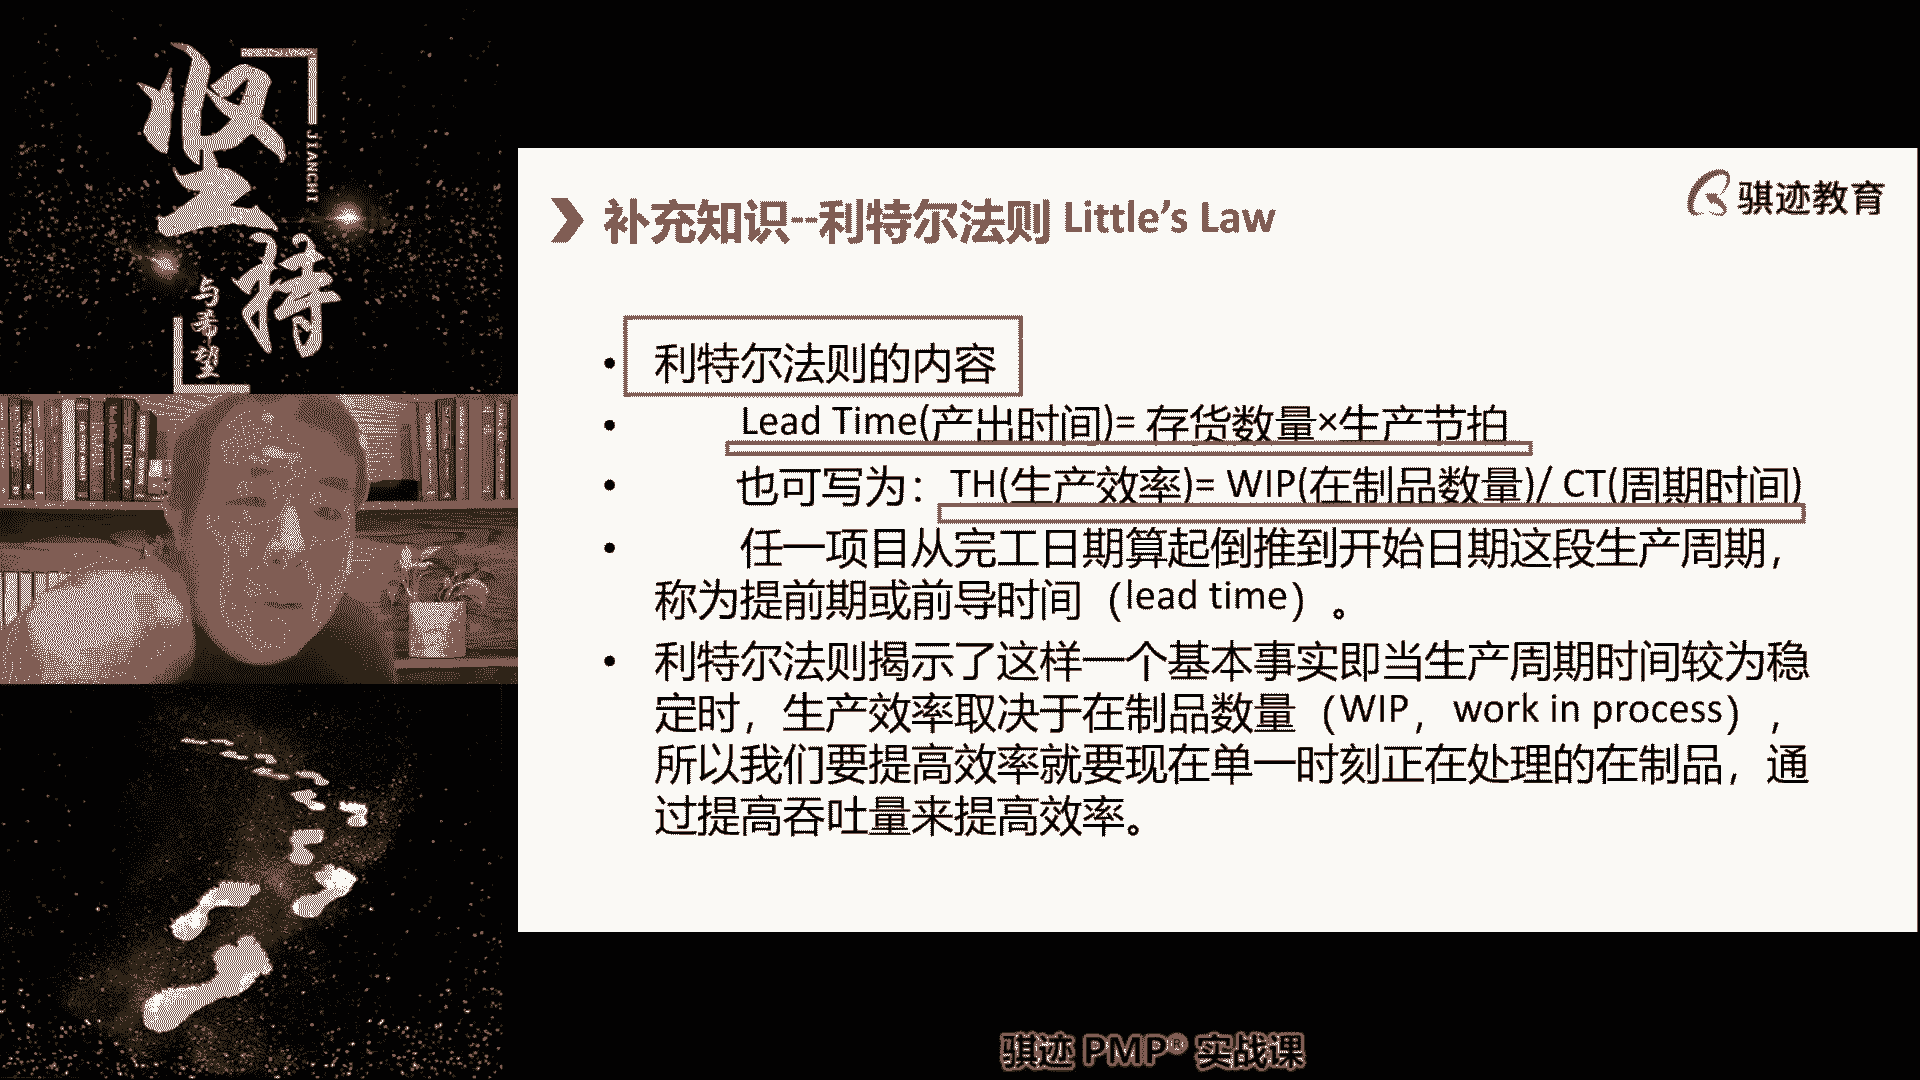 坚持
JIANCHI
与希望
骐迹教育
补充知识--利特尔法则 Little's Law
• 利特尔法则的内容
• Lead Time(产出时间)= 存货数量×生产节拍
• 也可写为：TH(生产效率)= WIP(在制品数量)/ CT(周期时间)
• 任一项目从完工日期算起倒推到开始日期这段生产周期，
称为提前期或前导时间（lead time）。
• 利特尔法则揭示了这样一个基本事实即当生产周期时间较为稳
定时，生产效率取决于在制品数量（WIP，work in process），
所以我们要提高效率就要现在单一时刻正在处理的在制品，通
过提高吞吐量来提高效率。
骐迹 PMP® 实战课